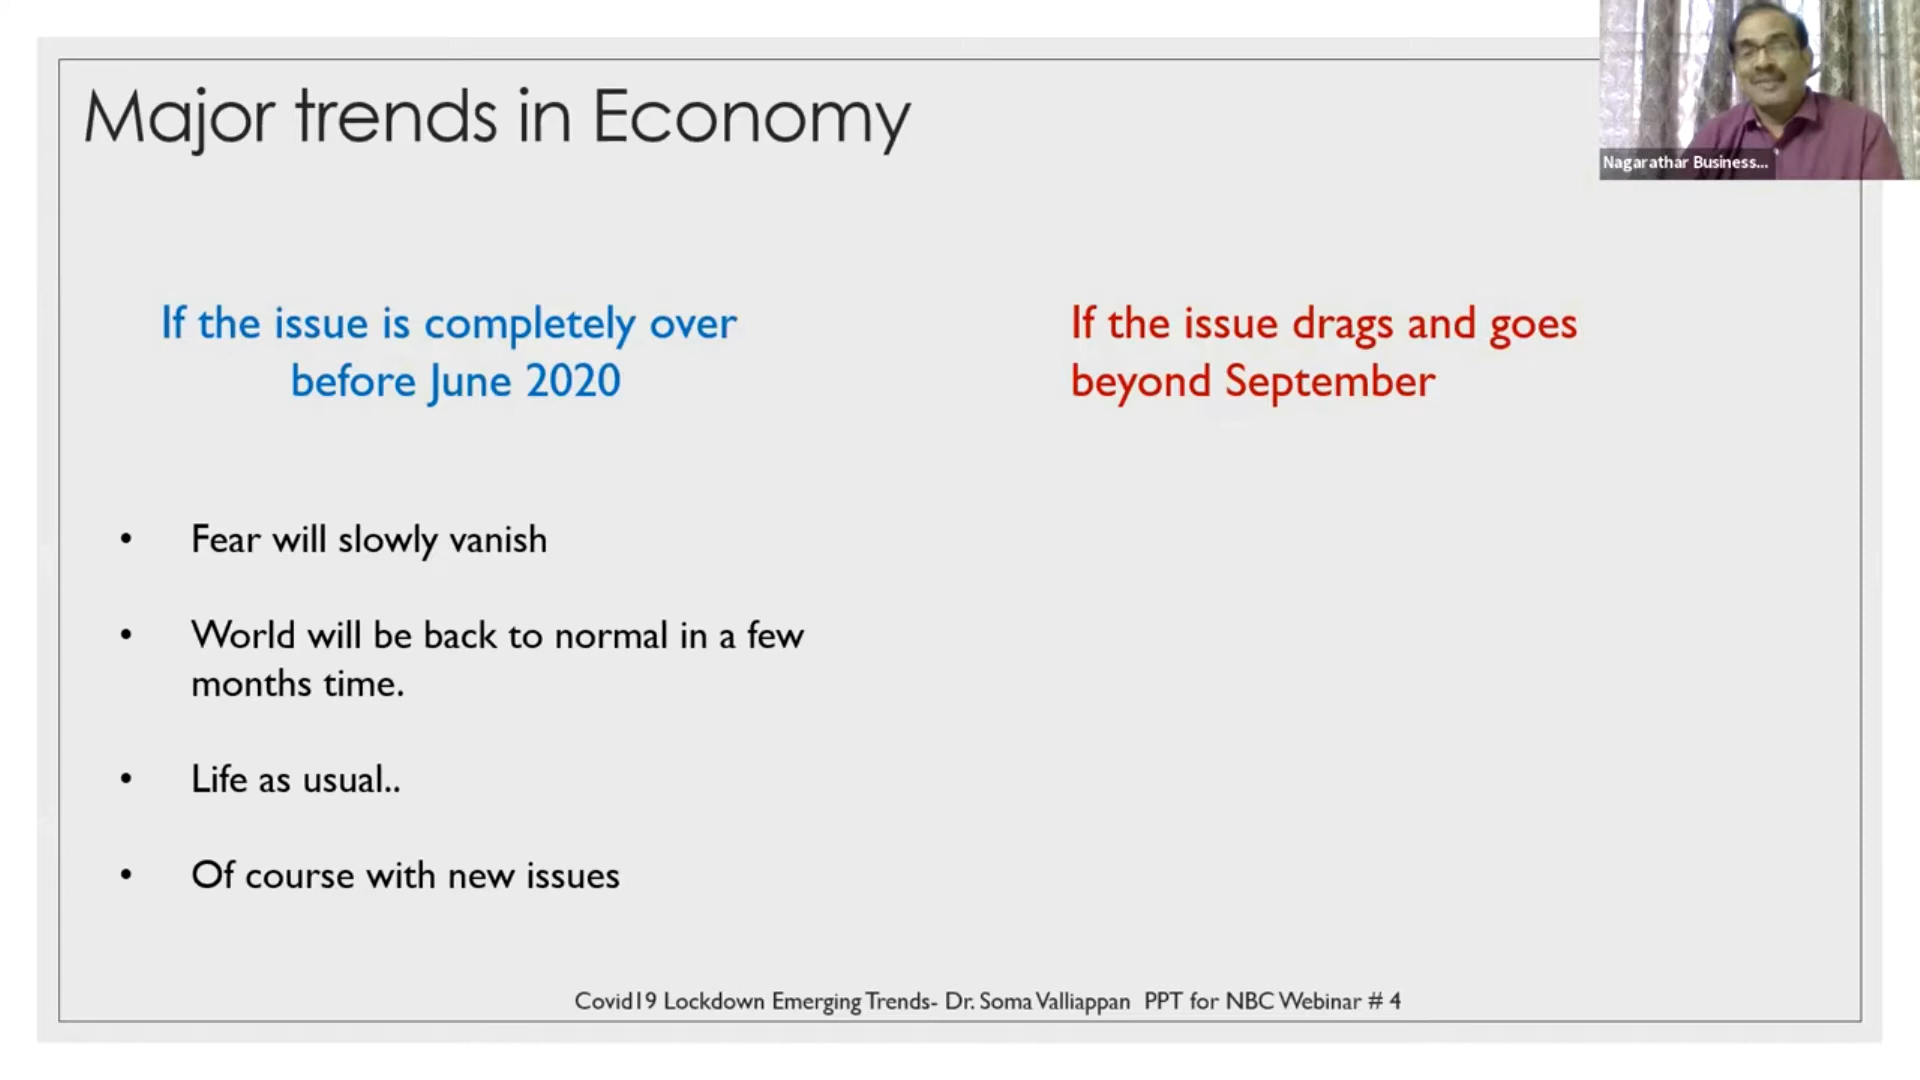 Major trends in Economy
Nagarathar Business...
If the issue is completely over
before June 2020
If the issue drags and goes
beyond September
• Fear will slowly vanish
• World will be back to normal in a few
months time.
• Life as usual..
• Of course with new issues
Covid19 Lockdown Emerging Trends- Dr. Soma Valliappan PPT for NBC Webinar # 4